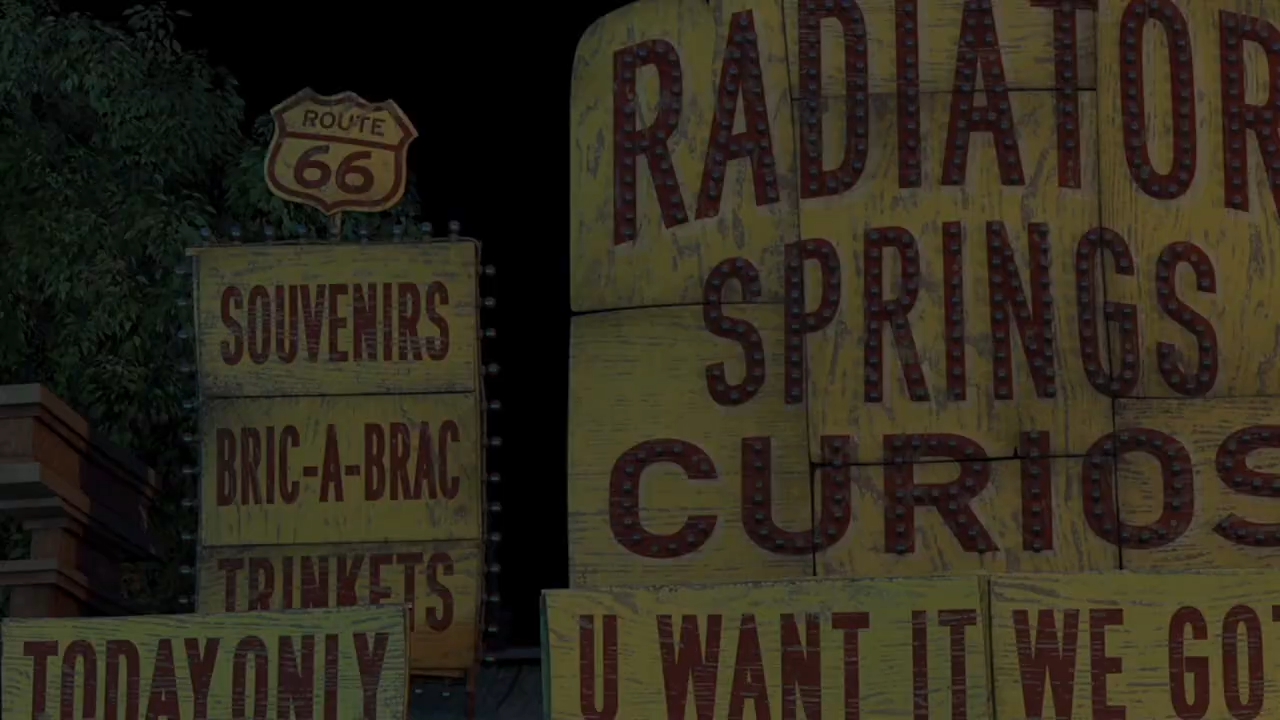 ROUTE
66
SOUVENIRS
BRIC-A-BRAC
TRINKETS
TODAY ONLY
RADIATOR
SPRINGS
CURIOS
U WANT IT WE GOT